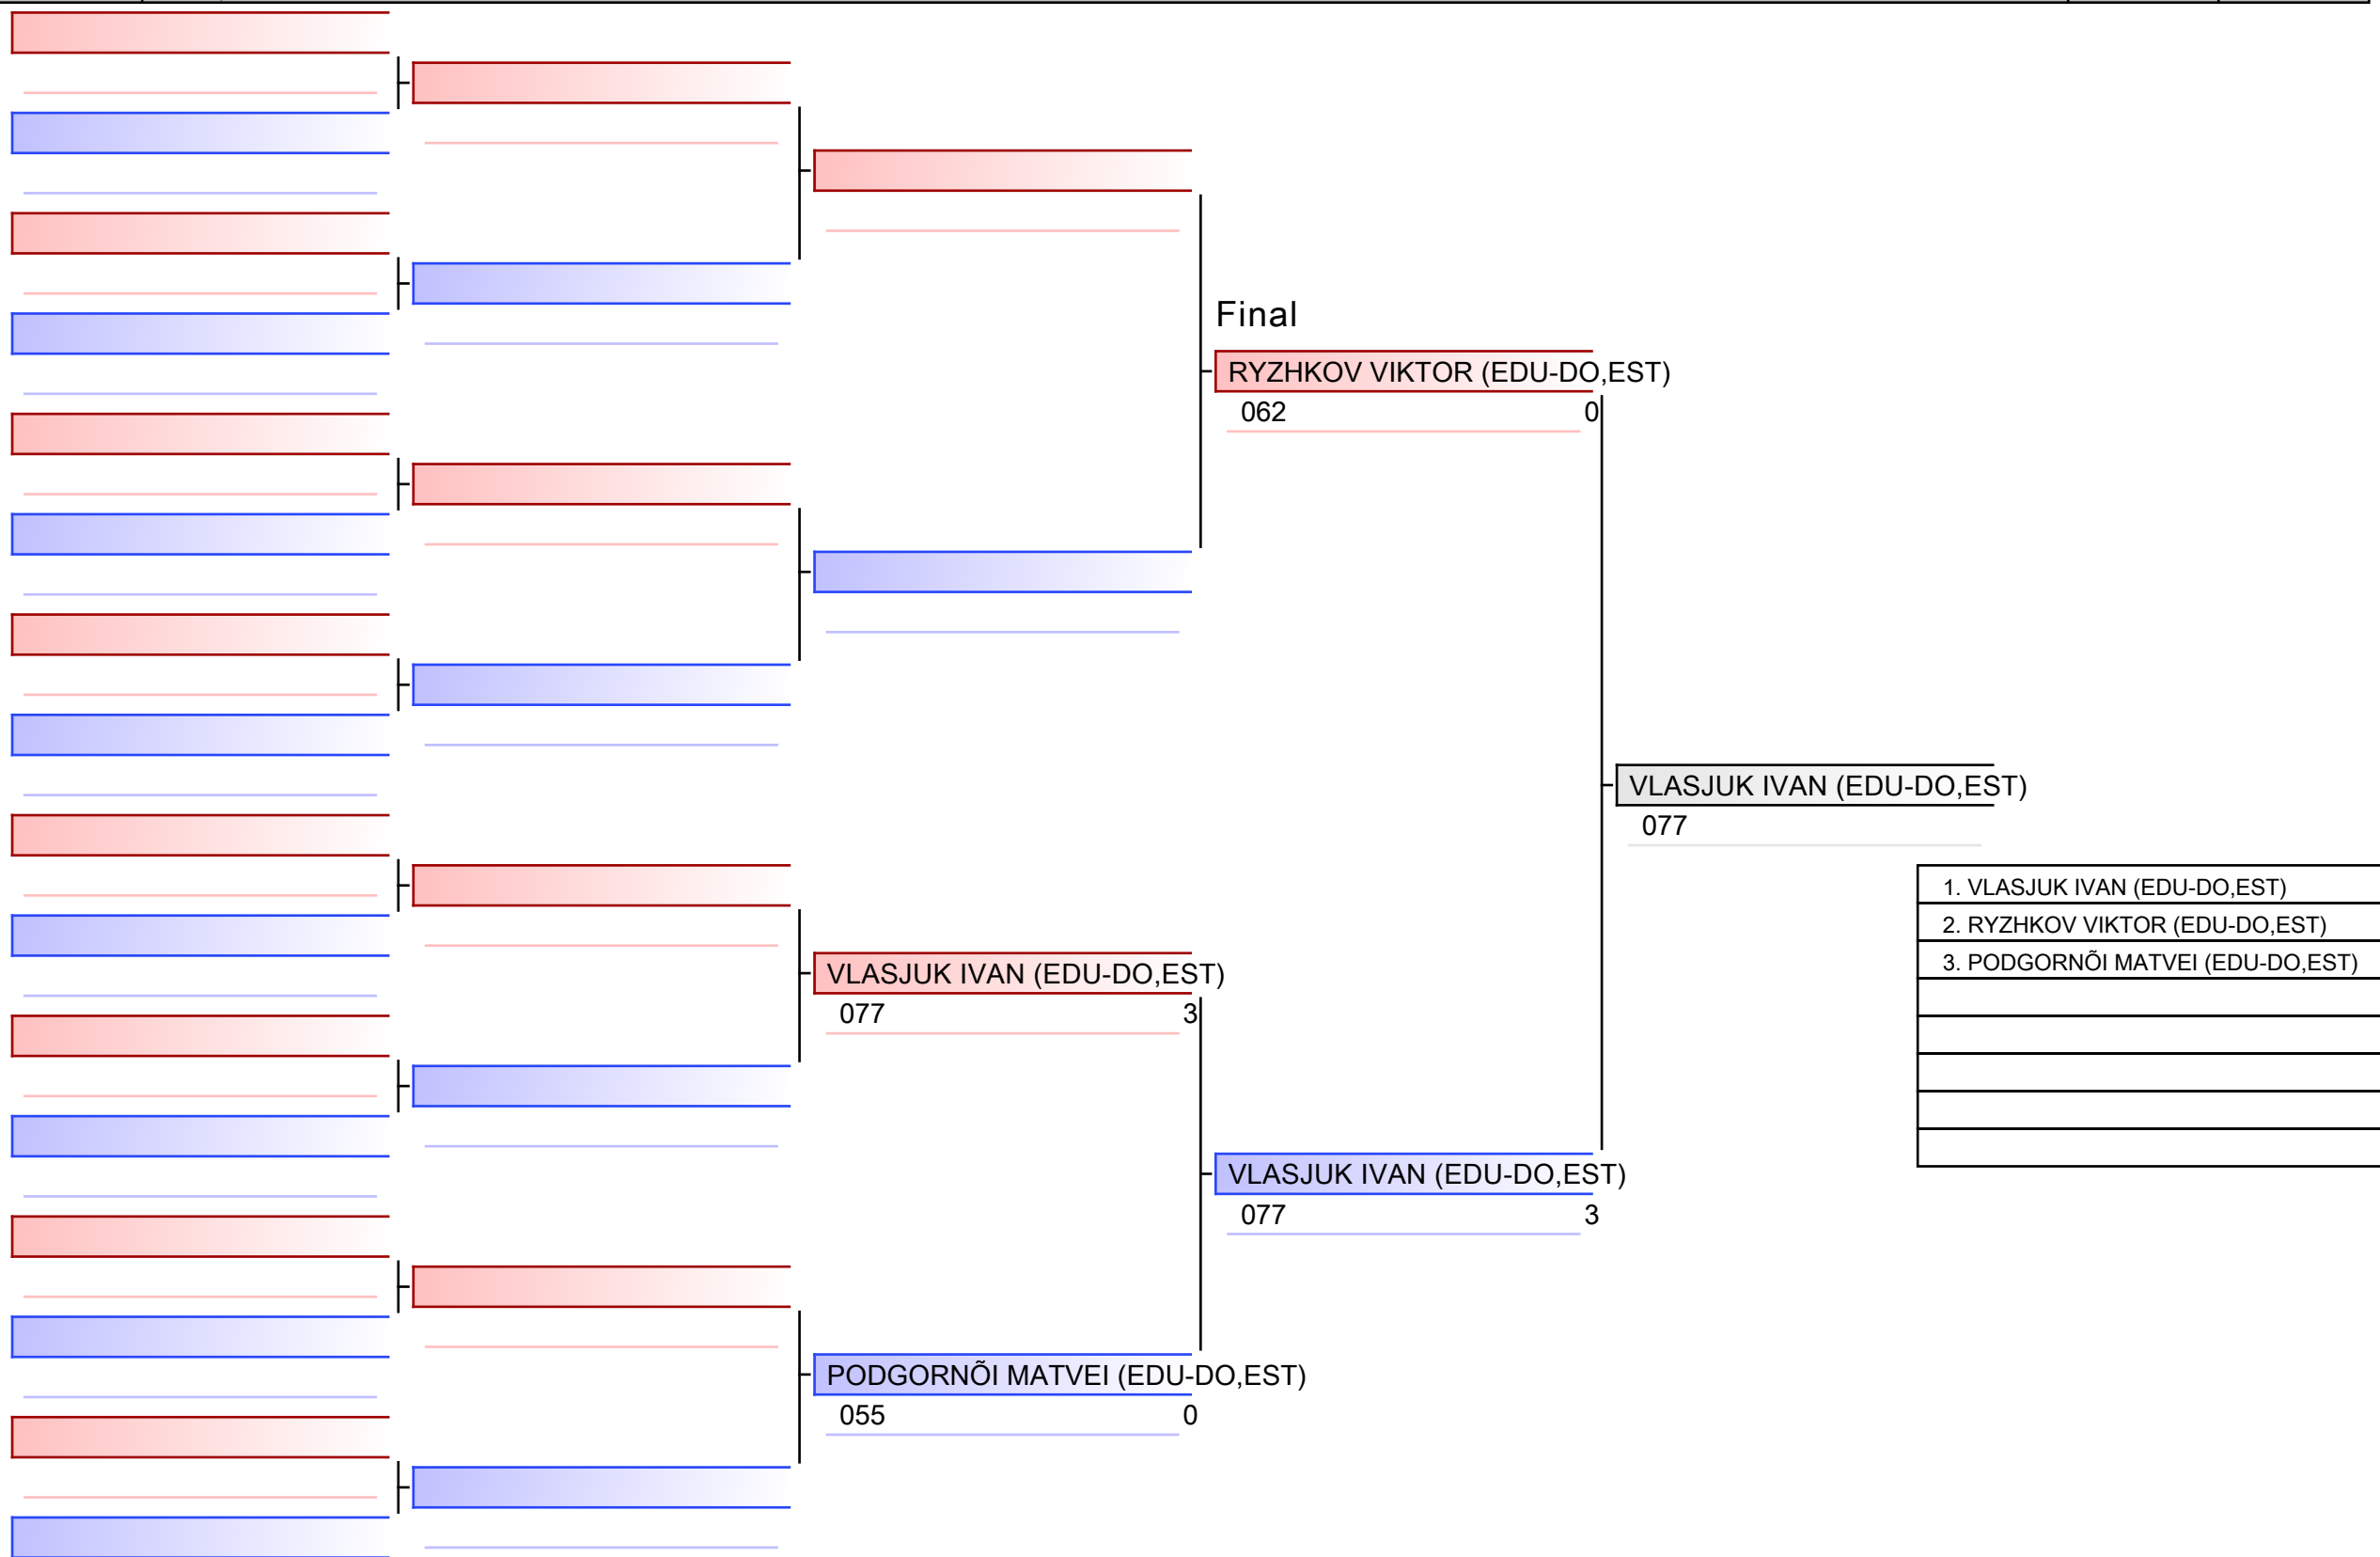 Final
RYZHKOV VIKTOR (EDU-DO,EST)
062 0
VLASJUK IVAN (EDU-DO,EST)
077
1. VLASJUK IVAN (EDU-DO,EST)
2. RYZHKOV VIKTOR (EDU-DO,EST)
3. PODGORNÕI MATVEI (EDU-DO,EST)
VLASJUK IVAN (EDU-DO,EST)
077 3
VLASJUK IVAN (EDU-DO,EST)
077 3
PODGORNÕI MATVEI (EDU-DO,EST)
055 0